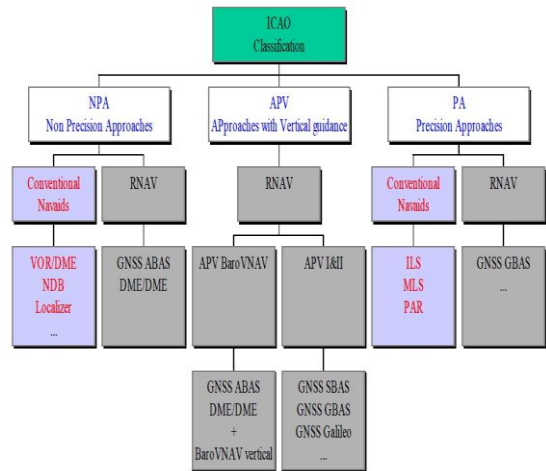 ICAO
Classification
NPA
Non Precision Approaches
APV
APproaches with Vertical guidance
PA
Precision Approaches
Conventional
Navaids
RNAV
RNAV
Conventional
Navaids
RNAV
VOR/DME
NDB
Localizer
...
GNSS ABAS
DME/DME
APV BaroVNAV
APV I&II
ILS
MLS
PAR
GNSS GBAS
...
GNSS ABAS
DME/DME
+
BaroVNAV vertical
GNSS SBAS
GNSS GBAS
GNSS Galileo
...